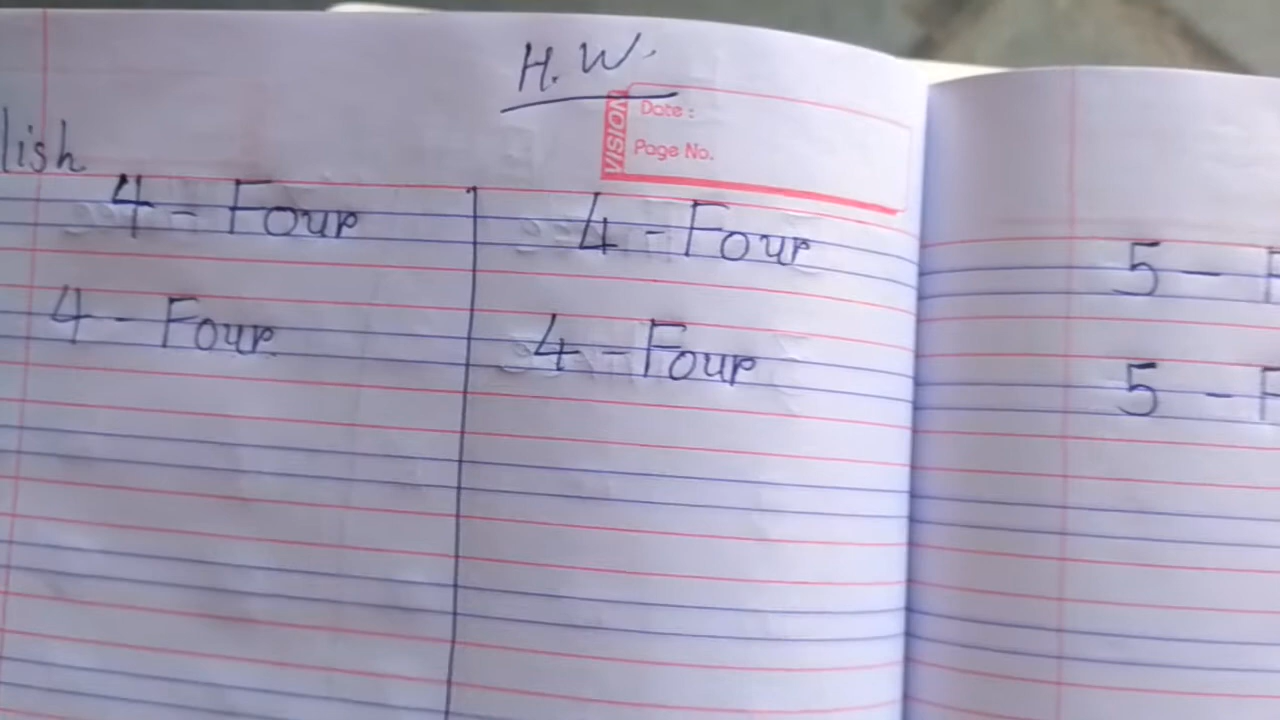 H.W.
VISION
Date :
Page No.
lish
4 - Four 4 - Four
4 - Four 4 - Four
5 - F
5 - F